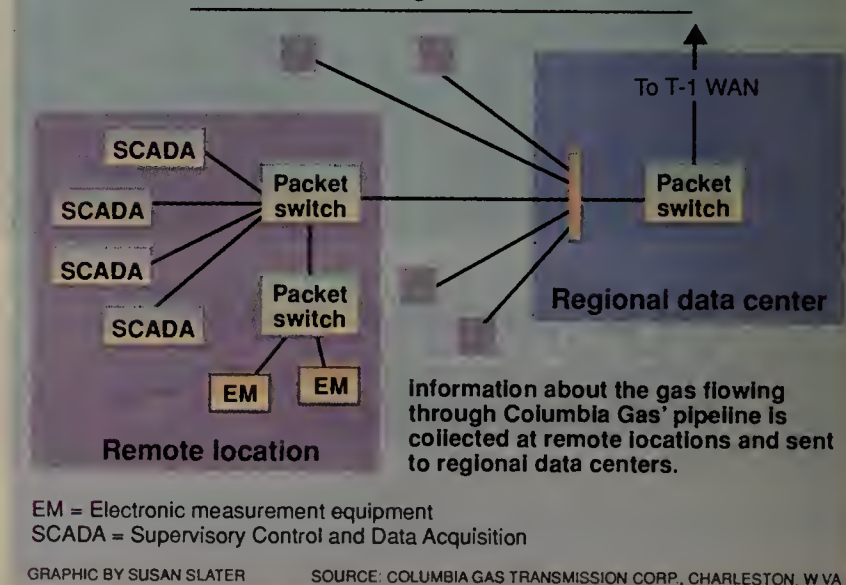 To T-1 WAN
SCADA
SCADA
SCADA
SCADA
Packet
switch
Packet
switch
EM
EM
Remote location
Packet
switch
Regional data center
Information about the gas flowing
through Columbia Gas' pipeline is
collected at remote locations and sent
to regional data centers.
EM = Electronic measurement equipment
SCADA = Supervisory Control and Data Acquisition
GRAPHIC BY SUSAN SLATER
SOURCE: COLUMBIA GAS TRANSMISSION CORP., CHARLESTON, W.VA